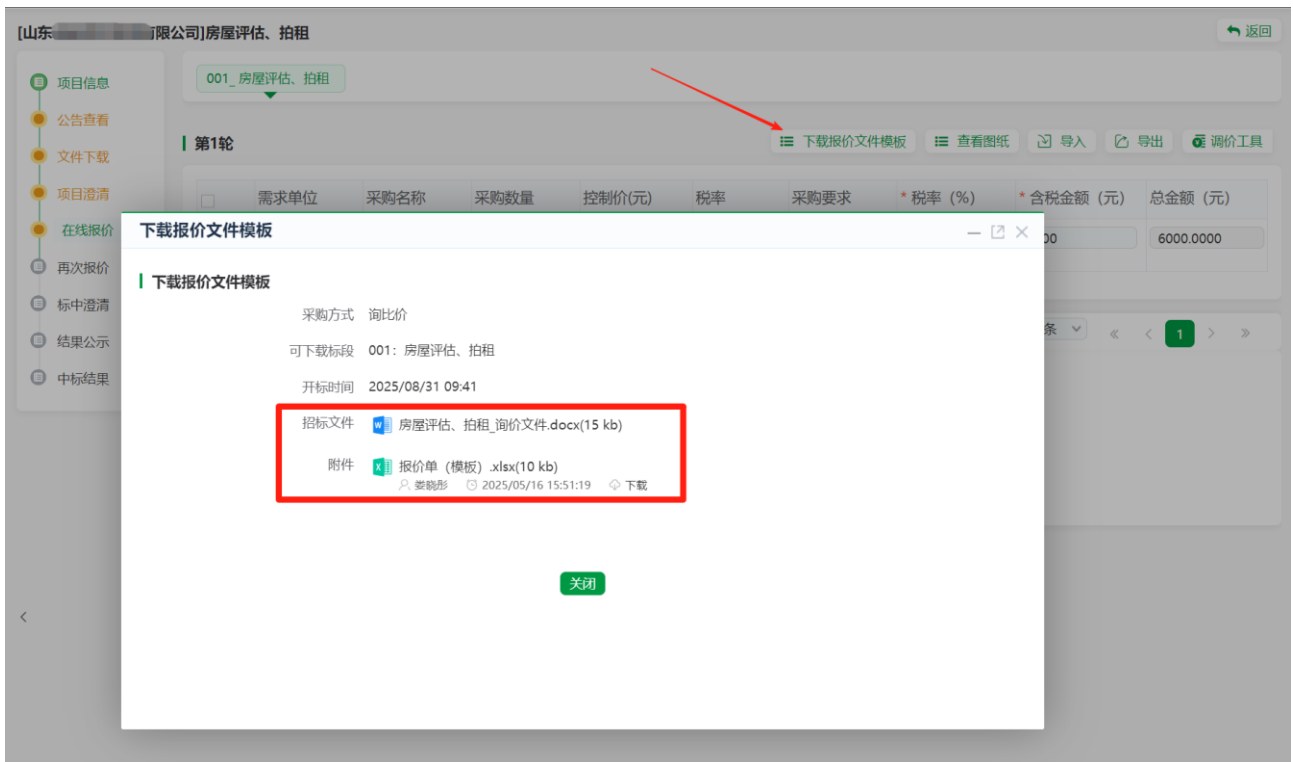 [山东
有限公司]房屋评估、拍租
返回
项目信息
公告查看
文件下载
项目澄清
在线报价
再次报价
标中澄清
结果公示
中标结果
001_房屋评估、拍租
第1轮
下载报价文件模板 查看图纸 导入 导出 调价工具
需求单位 采购名称 采购数量 控制价(元) 税率 采购要求 *税率（%） *含税金额（元） 总金额（元）
00 6000.0000
条 « < 1 > »
下载报价文件模板
下载报价文件模板
采购方式 询比价
可下载标段 001：房屋评估、拍租
开标时间 2025/08/31 09:41
招标文件 房屋评估、拍租_询价文件.docx(15 kb)
附件 报价单（模板）.xlsx(10 kb)
娄晓彤 2025/05/16 15:51:19 下载
关闭